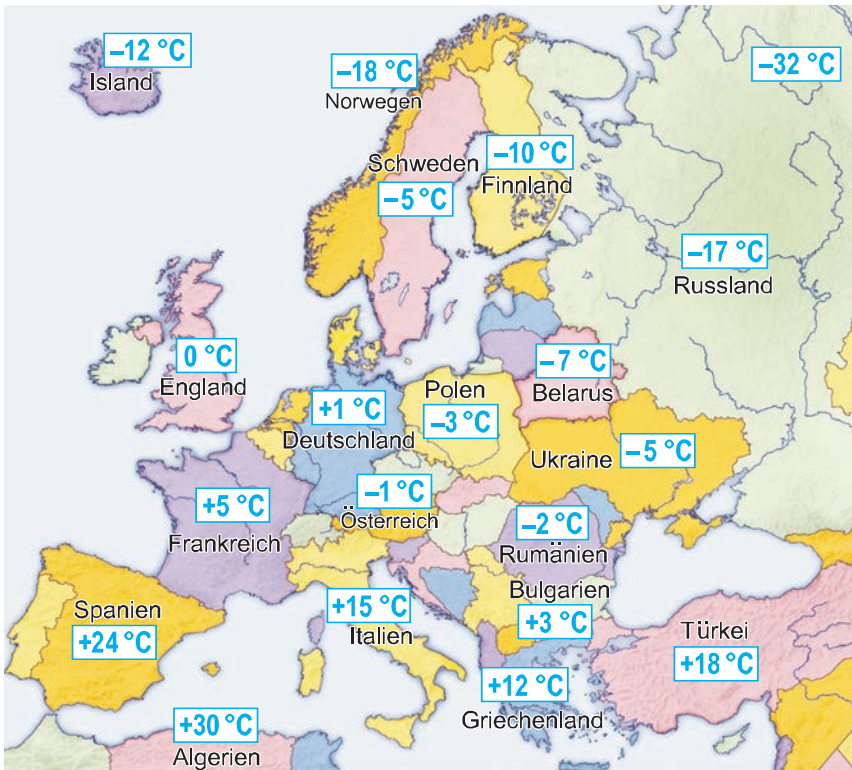 –12 °C
Island
–18 °C
Norwegen
–32 °C
Schweden
–5 °C
–10 °C
Finnland
–17 °C
Russland
0 °C
England
–7 °C
Belarus
Polen
–3 °C
+1 °C
Deutschland
Ukraine
–5 °C
–1 °C
Österreich
+5 °C
Frankreich
–2 °C
Rumänien
Bulgarien
+3 °C
+15 °C
Italien
Spanien
+24 °C
Türkei
+18 °C
+12 °C
Griechenland
+30 °C
Algerien